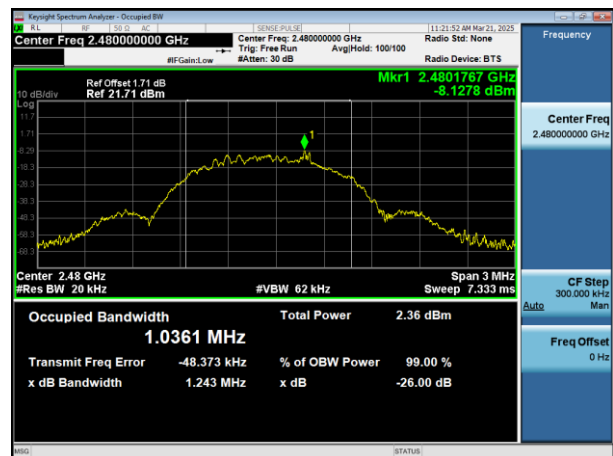 Keysight Spectrum Analyzer - Occupied BW
RL RF 50 Ω AC SENSE:PULSE 11:21:52 AM Mar 21, 2025
Center Freq 2.480000000 GHz Center Freq: 2.480000000 GHz Radio Std: None
Trig: Free Run Avg|Hold: 100/100
#IFGain:Low #Atten: 30 dB Radio Device: BTS
Frequency
Ref Offset 1.71 dB Mkr1 2.4801767 GHz
10 dB/div Ref 21.71 dBm -8.1278 dBm
Log
11.7
1.71
-8.29
-18.3
-28.3
-38.3
-48.3
-58.3
-68.3
1
Center Freq
2.480000000 GHz
Center 2.48 GHz Span 3 MHz
#Res BW 20 kHz #VBW 62 kHz Sweep 7.333 ms
CF Step
300.000 kHz
Auto Man
Occupied Bandwidth Total Power 2.36 dBm
1.0361 MHz
Transmit Freq Error -48.373 kHz % of OBW Power 99.00 %
x dB Bandwidth 1.243 MHz x dB -26.00 dB
Freq Offset
0 Hz
MSG STATUS